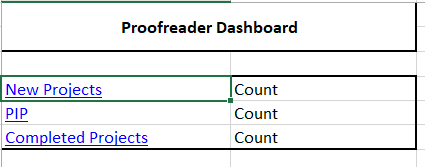 Proofreader Dashboard
New Projects Count
PIP Count
Completed Projects Count